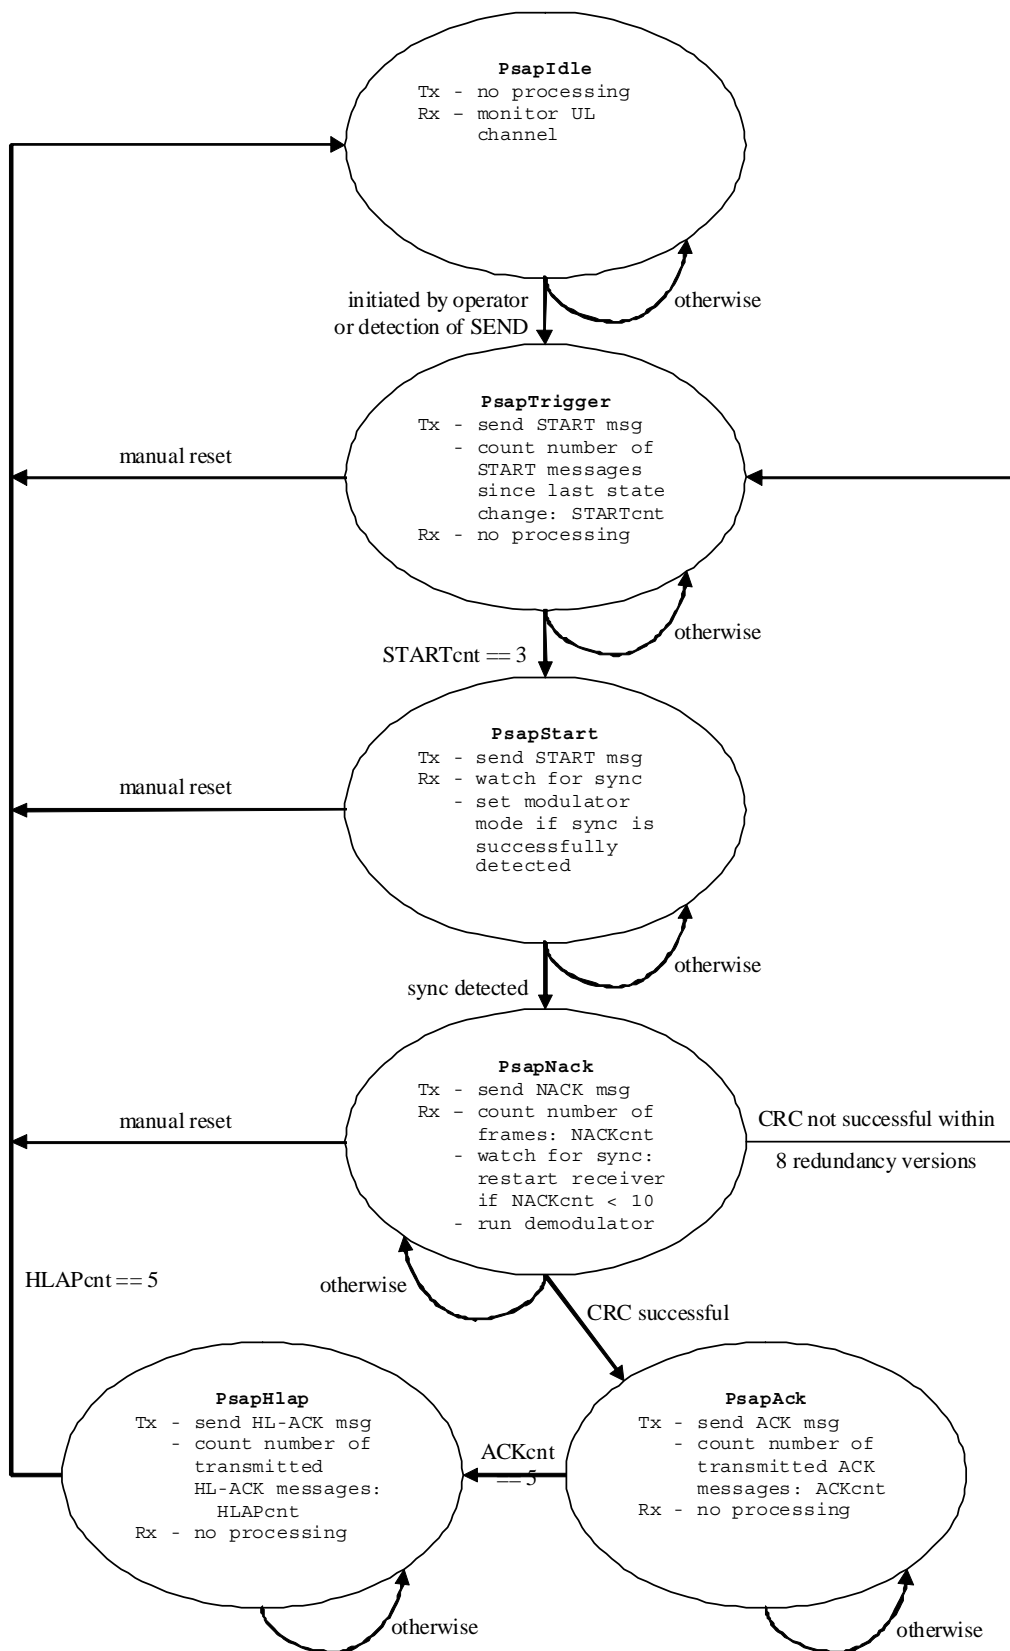 PsapIdle
Tx - no processing
Rx - monitor UL
channel
otherwise
initiated by operator
or detection of SEND
PsapTrigger
Tx - send START msg
- count number of
START messages
since last state
change: STARTcnt
Rx - no processing
manual reset
otherwise
STARTcnt == 3
PsapStart
Tx - send START msg
Rx - watch for sync
- set modulator
mode if sync is
successfully
detected
manual reset
otherwise
sync detected
PsapNack
Tx - send NACK msg
Rx - count number of
frames: NACKcnt
- watch for sync:
restart receiver
if NACKcnt < 10
- run demodulator
manual reset
CRC not successful within
8 redundancy versions
otherwise
HLAPcnt == 5
CRC successful
PsapHlap
Tx - send HL-ACK msg
- count number of
transmitted
HL-ACK messages:
HLAPcnt
Rx - no processing
ACKcnt
== 5
PsapAck
Tx - send ACK msg
- count number of
transmitted ACK
messages: ACKcnt
Rx - no processing
otherwise
otherwise